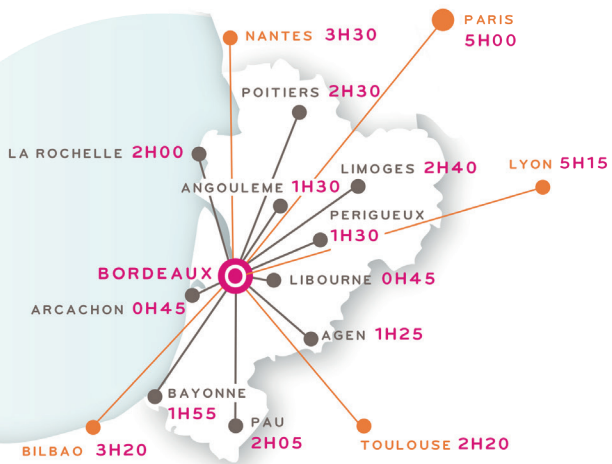 PARIS
5H00
NANTES 3H30
POITIERS 2H30
LA ROCHELLE 2H00
LIMOGES 2H40
LYON 5H15
ANGOULEME 1H30
PERIGUEUX
1H30
BORDEAUX
LIBOURNE 0H45
ARCACHON 0H45
AGEN 1H25
BAYONNE
1H55
PAU
2H05
BILBAO 3H20
TOULOUSE 2H20